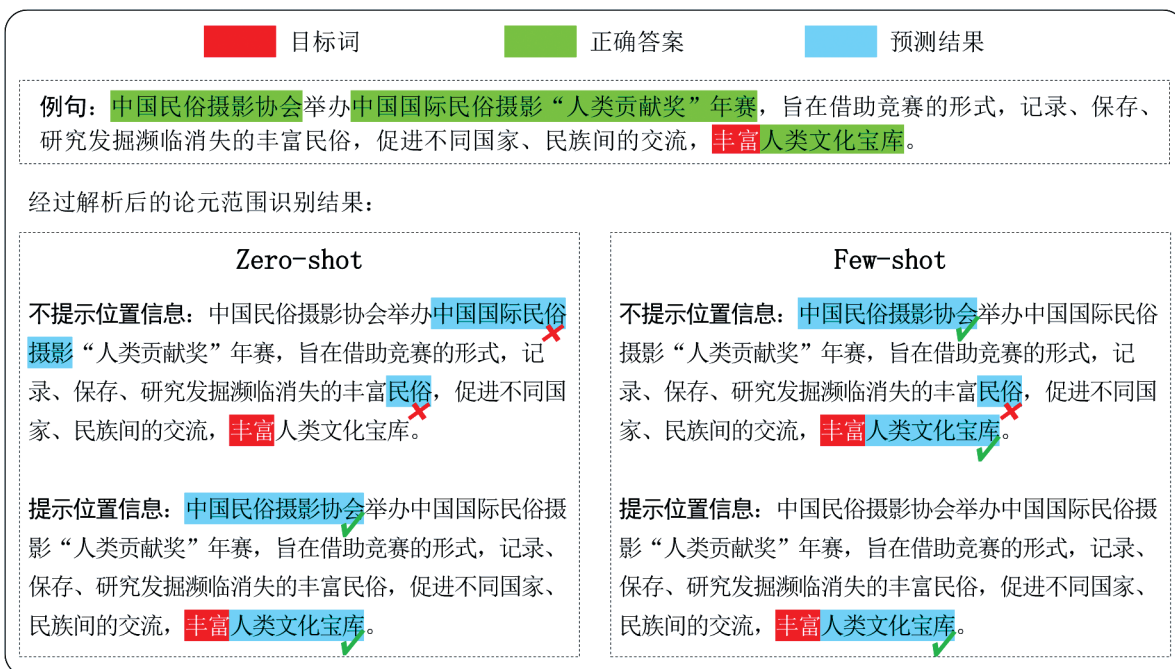 目标词 正确答案 预测结果
例句：中国民俗摄影协会举办中国国际民俗摄影“人类贡献奖”年赛，旨在借助竞赛的形式，记录、保存、
研究发掘濒临消失的丰富民俗，促进不同国家、民族间的交流，丰富人类文化宝库。
经过解析后的论元范围识别结果：
Zero-shot
不提示位置信息：中国民俗摄影协会举办中国国际民俗
摄影“人类贡献奖”年赛，旨在借助竞赛的形式，记
录、保存、研究发掘濒临消失的丰富民俗，促进不同国
家、民族间的交流，丰富人类文化宝库。
提示位置信息：中国民俗摄影协会举办中国国际民俗摄
影“人类贡献奖”年赛，旨在借助竞赛的形式，记录、
保存、研究发掘濒临消失的丰富民俗，促进不同国家、
民族间的交流，丰富人类文化宝库。
Few-shot
不提示位置信息：中国民俗摄影协会举办中国国际民俗
摄影“人类贡献奖”年赛，旨在借助竞赛的形式，记
录、保存、研究发掘濒临消失的丰富民俗，促进不同国
家、民族间的交流，丰富人类文化宝库。
提示位置信息：中国民俗摄影协会举办中国国际民俗摄
影“人类贡献奖”年赛，旨在借助竞赛的形式，记录、
保存、研究发掘濒临消失的丰富民俗，促进不同国家、
民族间的交流，丰富人类文化宝库。